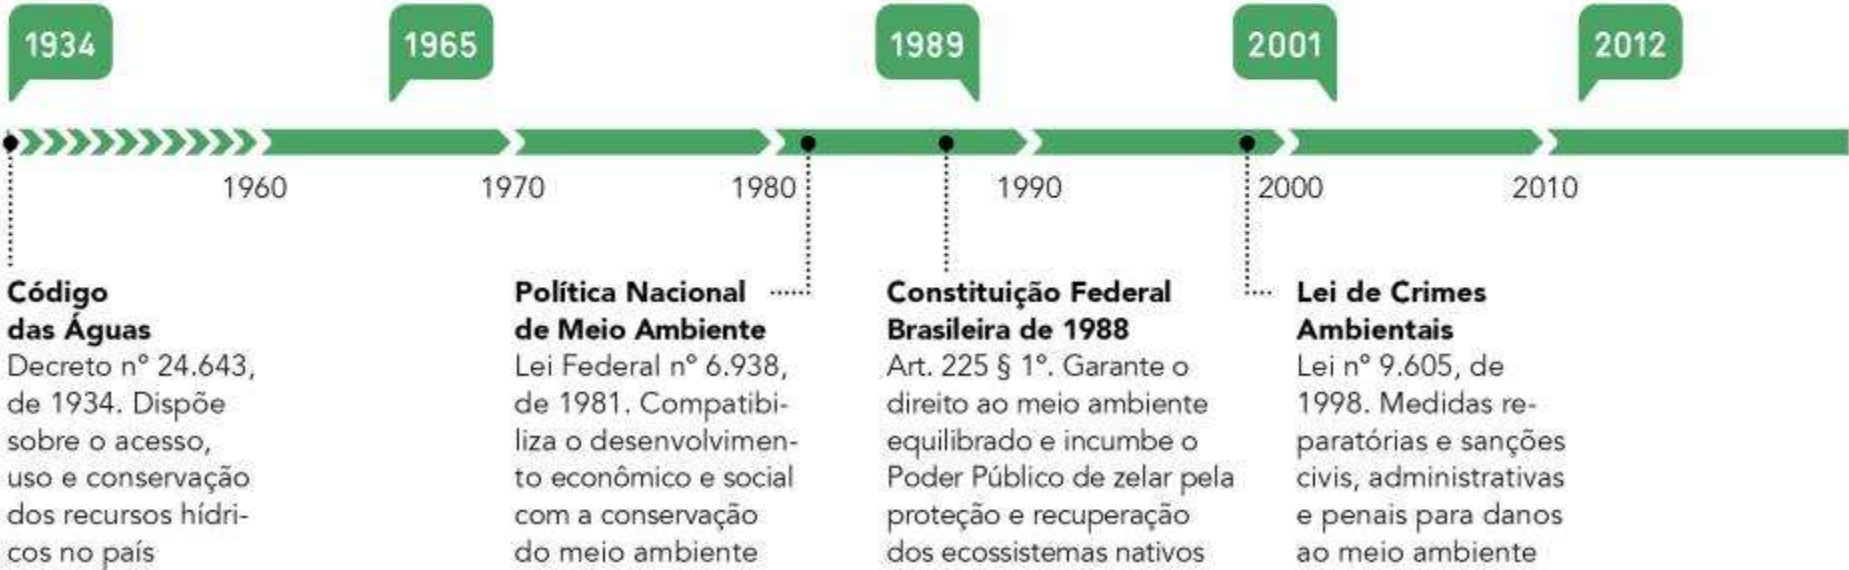 1934
1965
1989
2001
2012
1960
1970
1980
1990
2000
2010
Código
das Águas
Decreto nº 24.643,
de 1934. Dispõe
sobre o acesso,
uso e conservação
dos recursos hídri-
cos no país
Política Nacional
de Meio Ambiente
Lei Federal nº 6.938,
de 1981. Compatibi-
liza o desenvolvimen-
to econômico e social
com a conservação
do meio ambiente
Constituição Federal
Brasileira de 1988
Art. 225 § 1º. Garante o
direito ao meio ambiente
equilibrado e incumbe o
Poder Público de zelar pela
proteção e recuperação
dos ecossistemas nativos
Lei de Crimes
Ambientais
Lei nº 9.605, de
1998. Medidas re-
paratórias e sanções
civis, administrativas
e penais para danos
ao meio ambiente